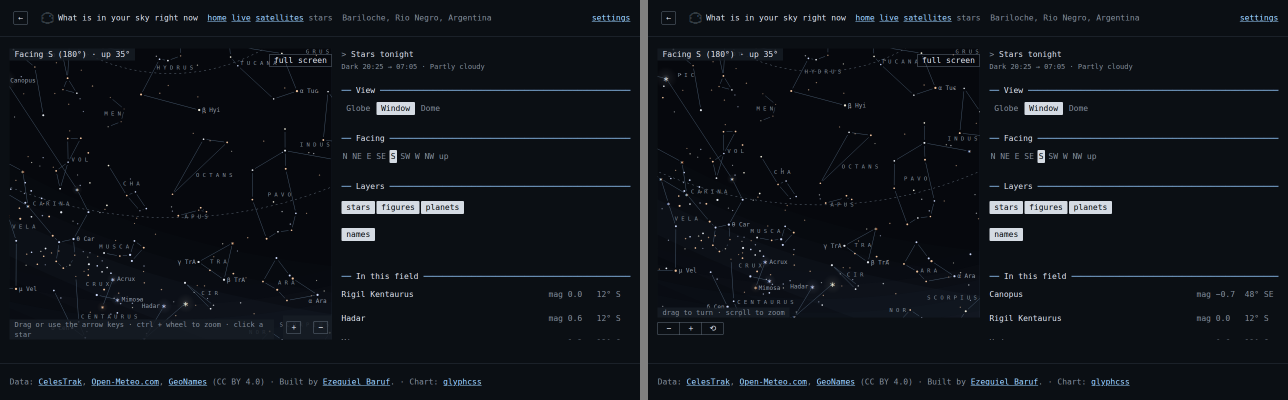 ← What is in your sky right now home live satellites stars Bariloche, Rio Negro, Argentina settings
Facing S (180°) · up 35°
full screen
GRUS
TUCANA
HYDRUS
Canopus
α Tuc
β Hyi
MEN
INDUS
VOL
OCTANS
CHA
PAVO
CARINA
APUS
VELA
θ Car
MUSCA
γ TrA
TRA
Acrux
β TrA
CRUX
ARA
μ Vel
CIR
Mimosa
Hadar
α Ara
CENTAURUS
Drag or use the arrow keys · ctrl + wheel to zoom · click a
star
+ −
> Stars tonight
Dark 20:25 → 07:05 · Partly cloudy
View
Globe Window Dome
Facing
N NE E SE S SW W NW up
Layers
stars figures planets
names
In this field
Rigil Kentaurus mag 0.0 12° S
Hadar mag 0.6 12° S
Data: CelesTrak, Open-Meteo.com, GeoNames (CC BY 4.0) · Built by Ezequiel Baruf. · Chart: glyphcss
← What is in your sky right now home live satellites stars Bariloche, Rio Negro, Argentina settings
Facing S (180°) · up 35°
full screen
GRUS
TUCANA
HYDRUS
PIC
α Tuc
β Hyi
MEN
INDUS
VOL
OCTANS
CHA
PAVO
CARINA
APUS
VELA
θ Car
MUSCA
γ TrA
TRA
Acrux
β TrA
CRUX
ARA
α Ara
μ Vel
CIR
Mimosa
Hadar
SCORPIUS
CENTAURUS
NOR
drag to turn · scroll to zoom
− + ⟲
> Stars tonight
Dark 20:25 → 07:05 · Partly cloudy
View
Globe Window Dome
Facing
N NE E SE S SW W NW up
Layers
stars figures planets
names
In this field
Canopus mag −0.7 48° SE
Rigil Kentaurus mag 0.0 12° S
Data: CelesTrak, Open-Meteo.com, GeoNames (CC BY 4.0) · Built by Ezequiel Baruf. · Chart: glyphcss